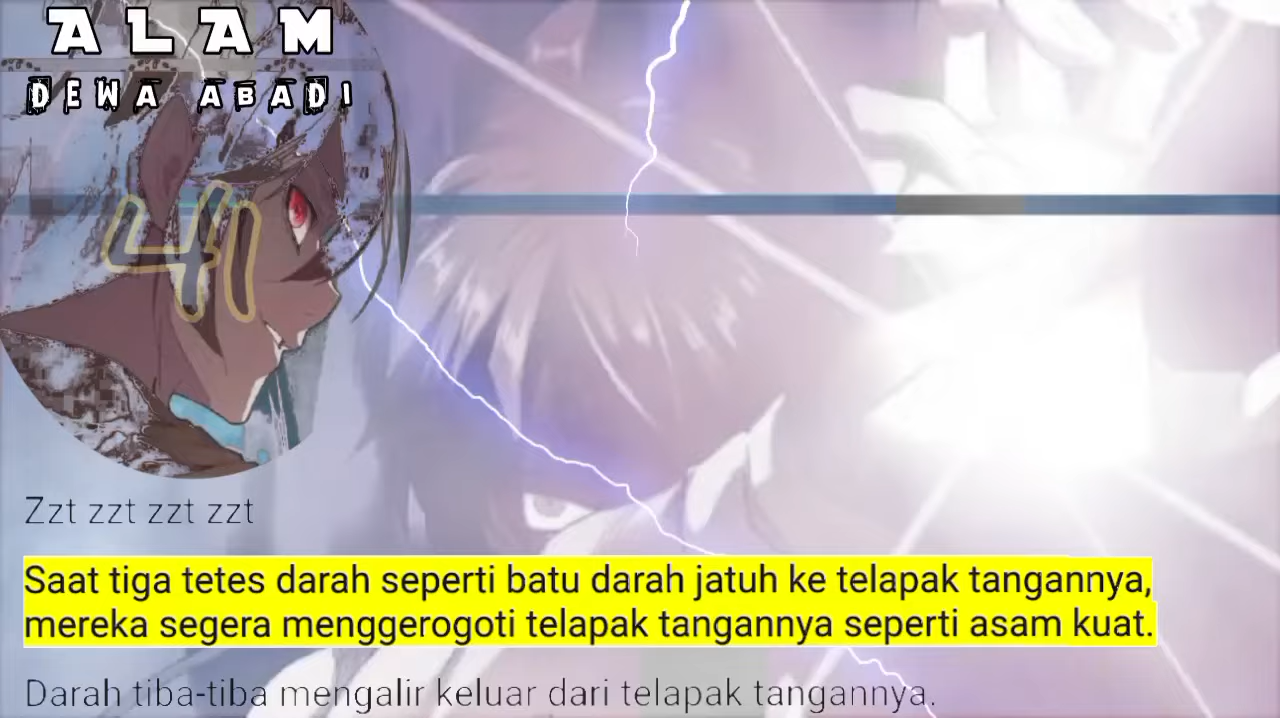 ALAM
DEWA ABADI
41
Zzt zzt zzt zzt
Saat tiga tetes darah seperti batu darah jatuh ke telapak tangannya,
mereka segera menggerogoti telapak tangannya seperti asam kuat.
Darah tiba-tiba mengalir keluar dari telapak tangannya.